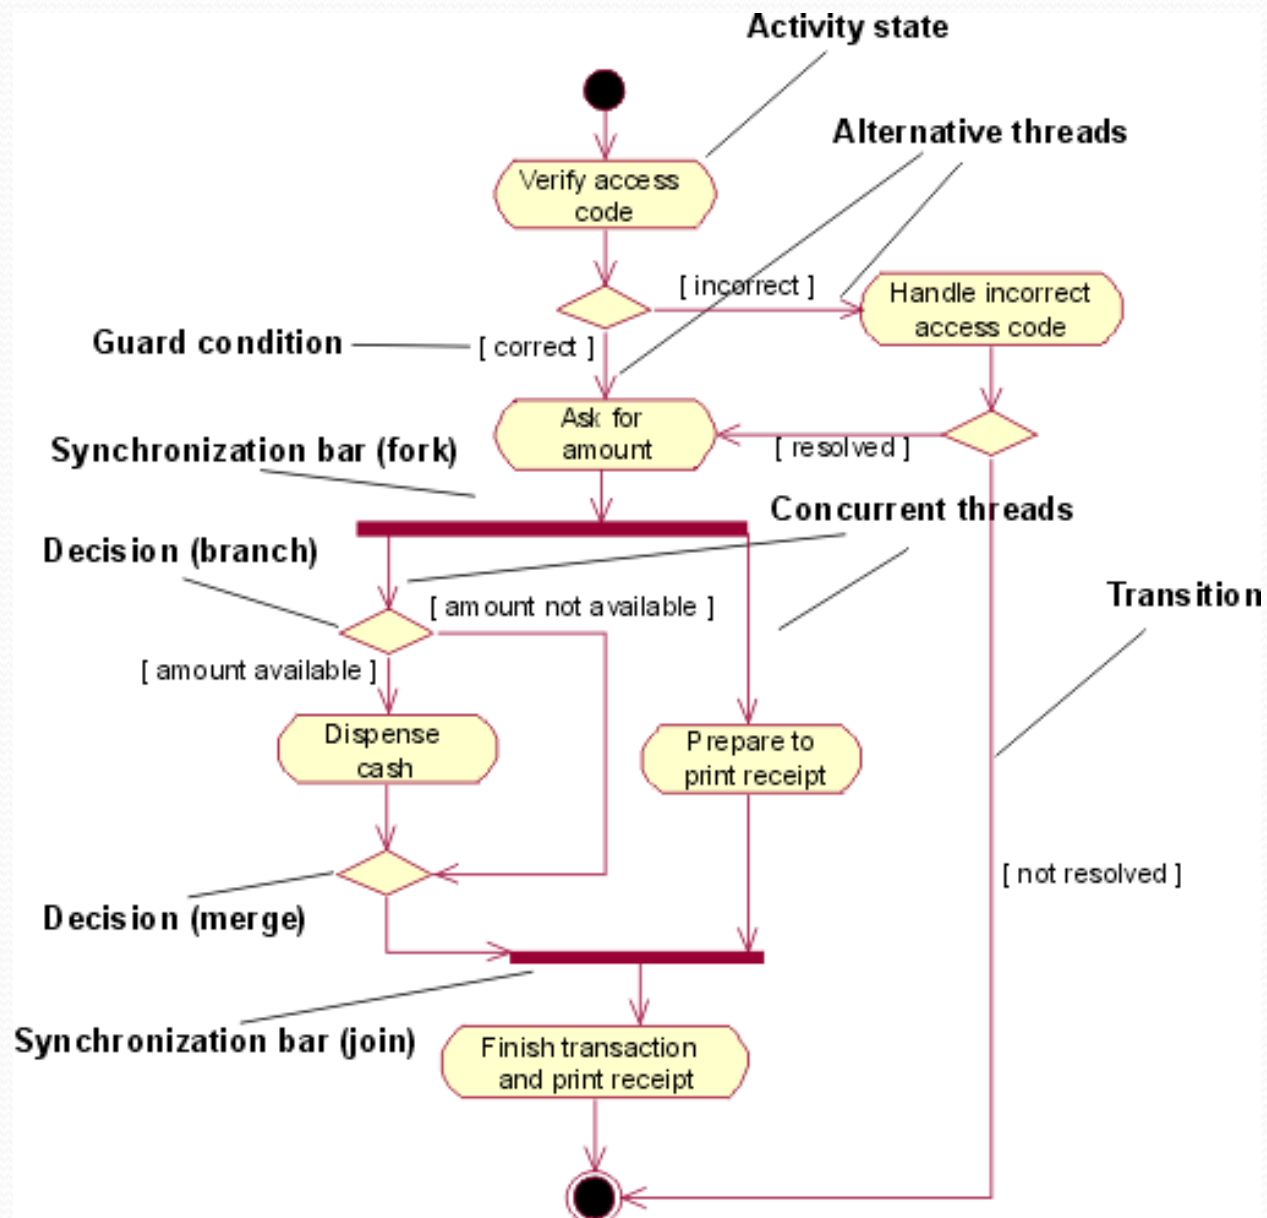 Activity state
Alternative threads
Verify access
code
[ incorrect ]
Handle incorrect
access code
Guard condition
[ correct ]
Ask for
amount
[ resolved ]
Synchronization bar (fork)
Concurrent threads
Decision (branch)
[ amount not available ]
Transition
[ amount available ]
Dispense
cash
Prepare to
print receipt
[ not resolved ]
Decision (merge)
Synchronization bar (join)
Finish transaction
and print receipt